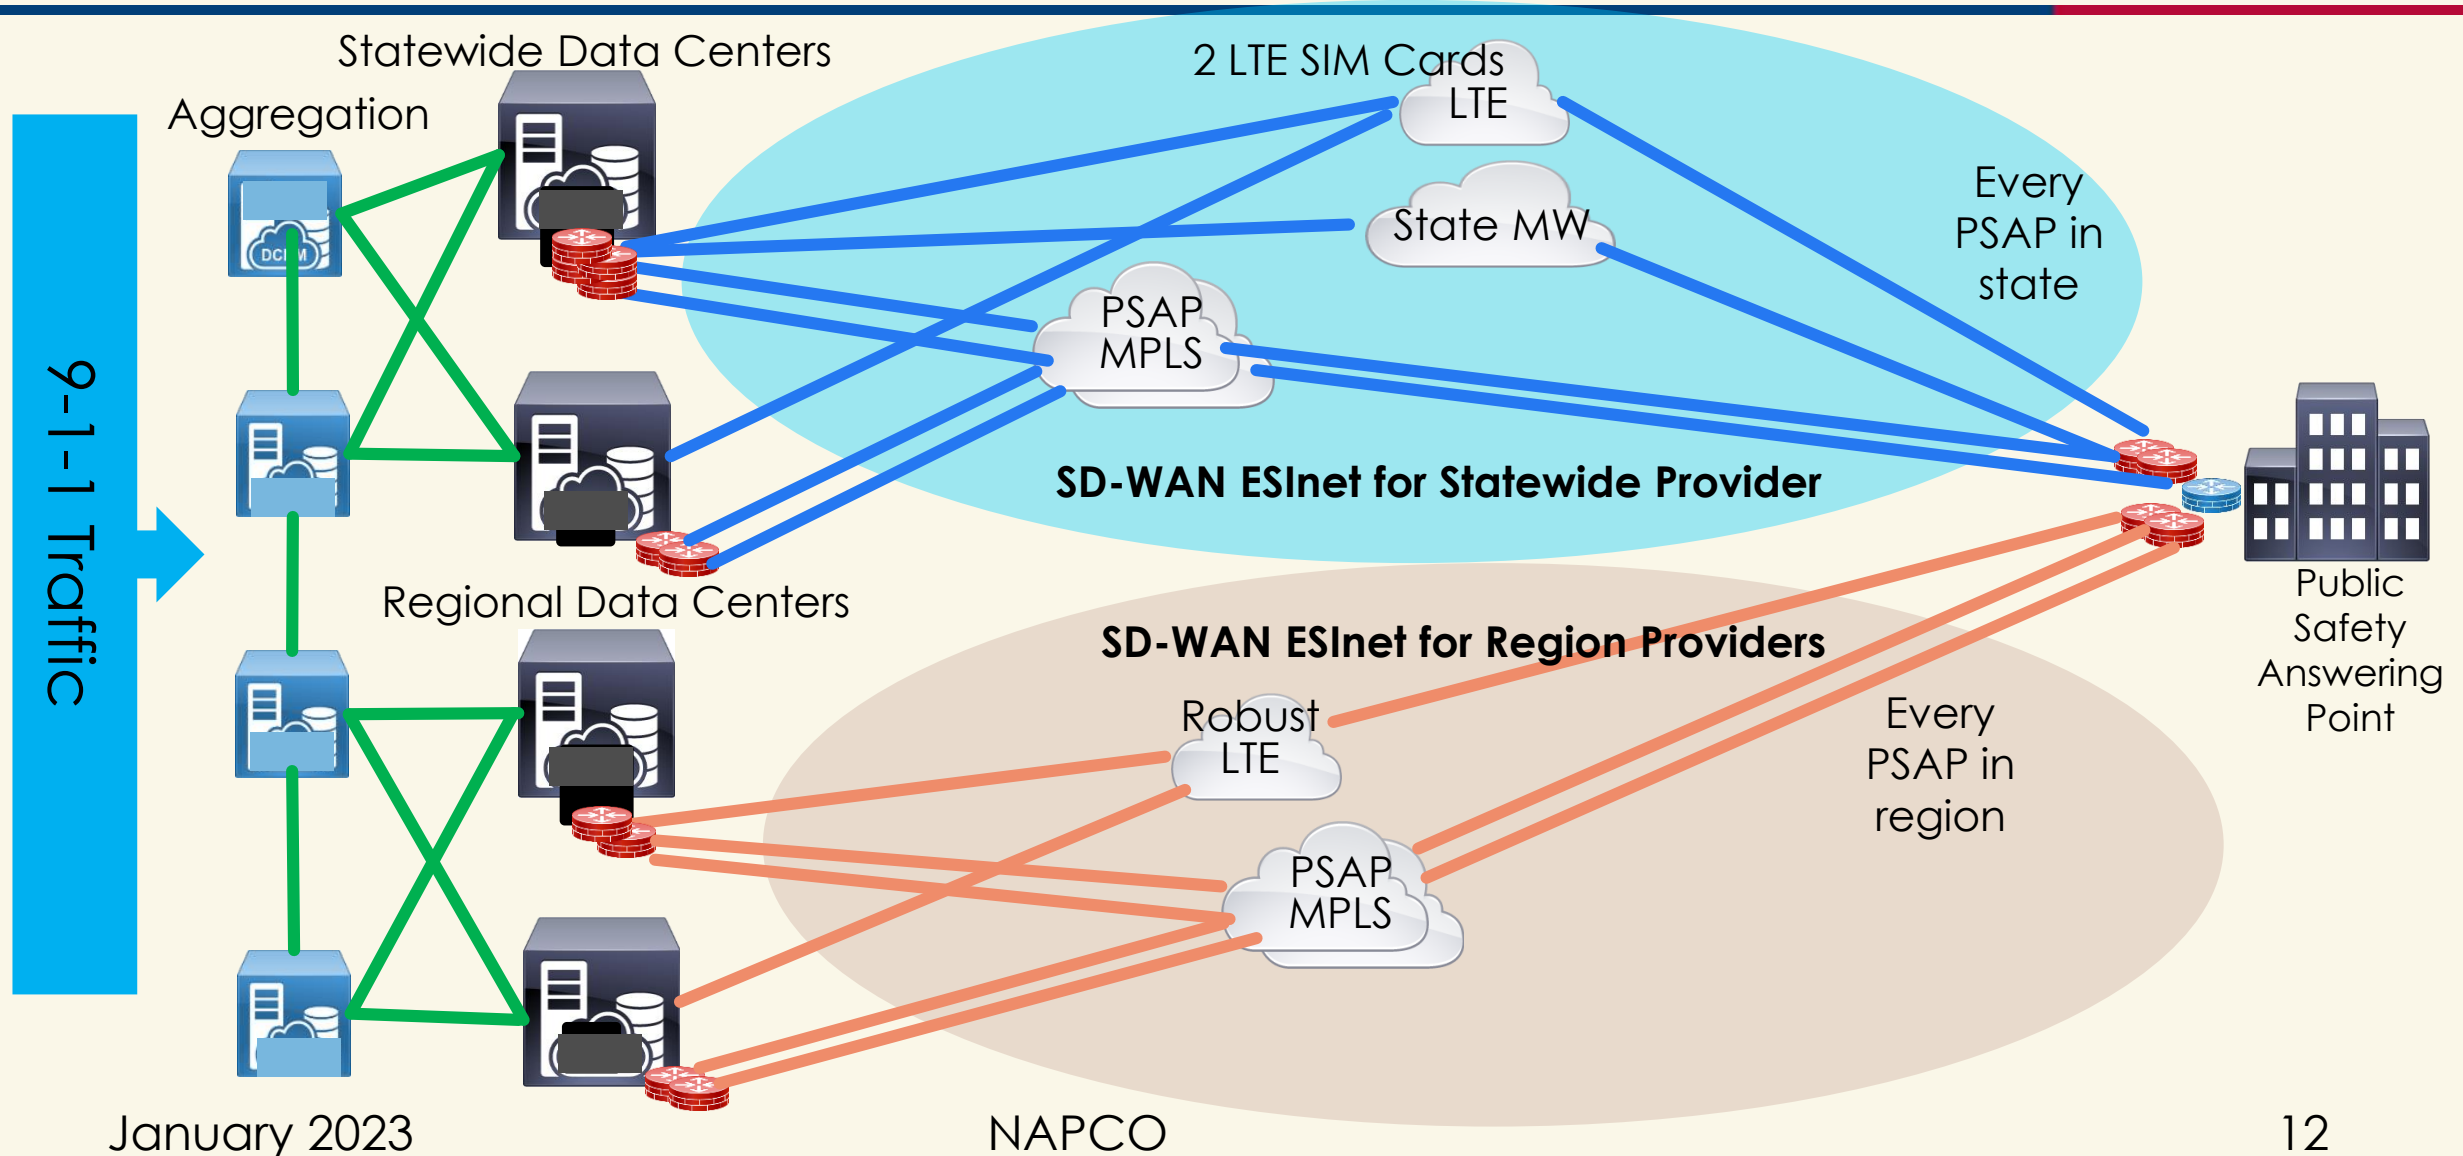 Statewide Data Centers
Aggregation
9-1-1 Traffic
2 LTE SIM Cards
LTE
State MW
PSAP
MPLS
Every
PSAP in
state
SD-WAN ESInet for Statewide Provider
Regional Data Centers
SD-WAN ESInet for Region Providers
Robust
LTE
PSAP
MPLS
Every
PSAP in
region
Public
Safety
Answering
Point
January 2023
NAPCO
12